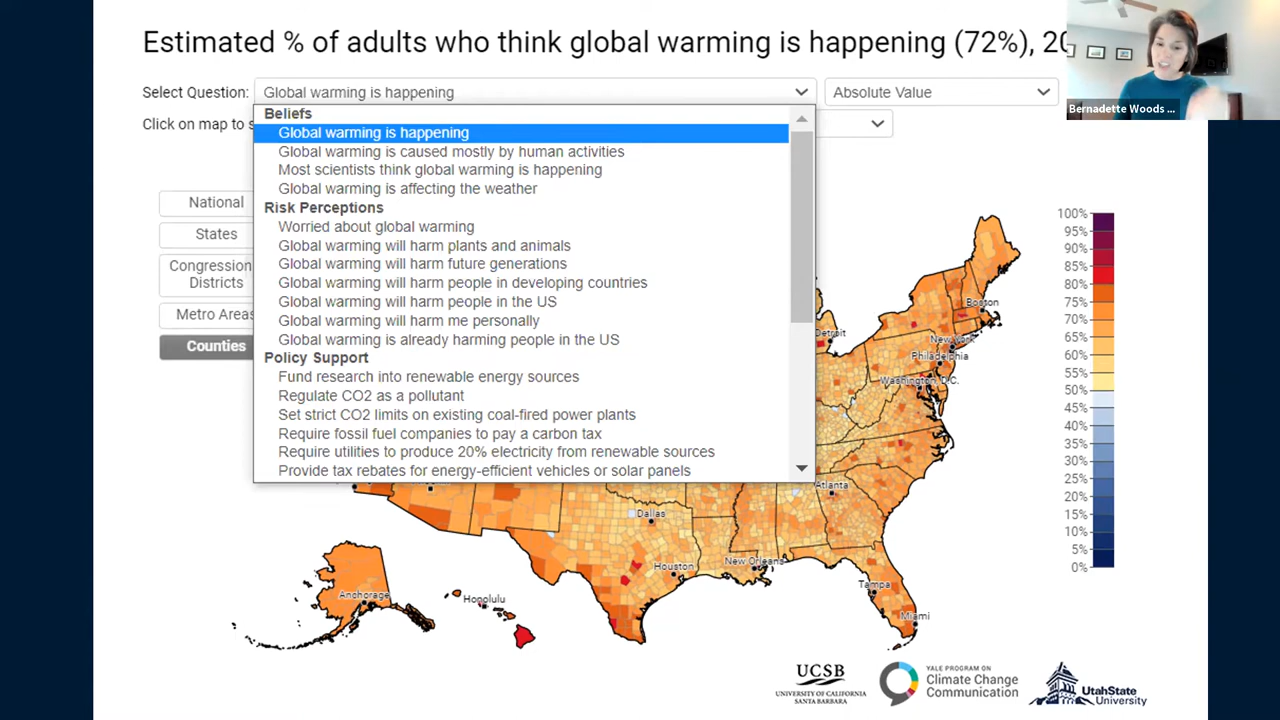 Estimated % of adults who think global warming is happening (72%), 20
Bernadette Woods ...
Select Question:
Global warming is happening
Absolute Value
Click on map to s
Beliefs
Global warming is happening
Global warming is caused mostly by human activities
Most scientists think global warming is happening
Global warming is affecting the weather
Risk Perceptions
Worried about global warming
Global warming will harm plants and animals
Global warming will harm future generations
Global warming will harm people in developing countries
Global warming will harm people in the US
Global warming will harm me personally
Global warming is already harming people in the US
Policy Support
Fund research into renewable energy sources
Regulate CO2 as a pollutant
Set strict CO2 limits on existing coal-fired power plants
Require fossil fuel companies to pay a carbon tax
Require utilities to produce 20% electricity from renewable sources
Provide tax rebates for energy-efficient vehicles or solar panels
National
States
Congression
Districts
Metro Areas
Counties
Detroit
Boston
New York
Philadelphia
Washington, D.C.
Atlanta
Dallas
Houston
New Orleans
Tampa
Miami
Anchorage
Honolulu
100%
95%
90%
85%
80%
75%
70%
65%
60%
55%
50%
45%
40%
35%
30%
25%
20%
15%
10%
5%
0%
UCSB
UNIVERSITY OF CALIFORNIA
SANTA BARBARA
YALE PROGRAM ON
Climate Change
Communication
UtahState
University